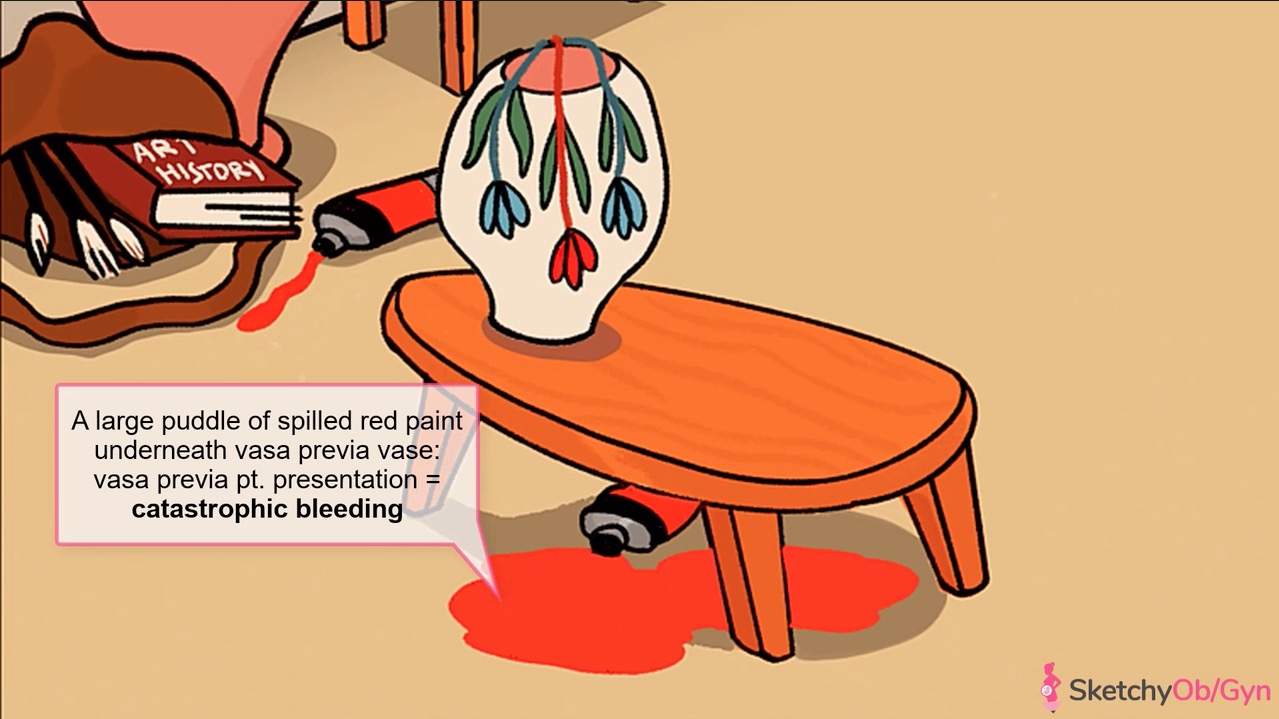 ART
HISTORY
A large puddle of spilled red paint
underneath vasa previa vase:
vasa previa pt. presentation =
catastrophic bleeding
SketchyOb/Gyn